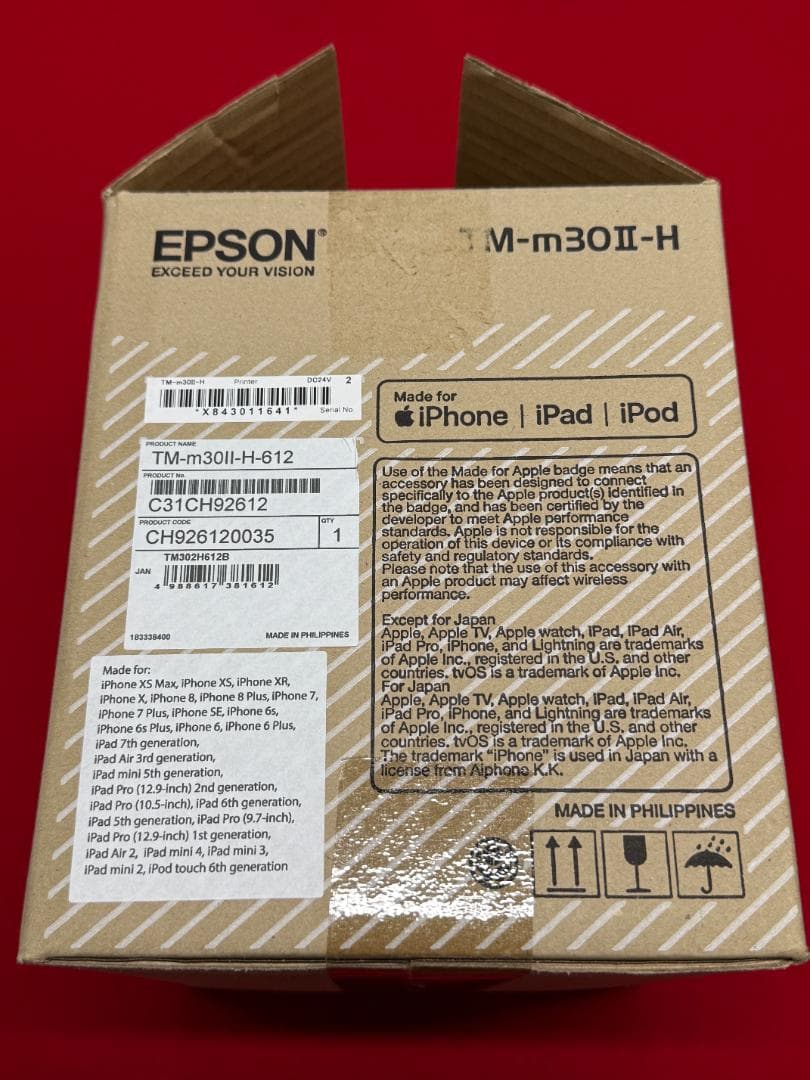 EPSON®
EXCEED YOUR VISION
TM-m30II-H
TM-m30II-H Printer DC24V 2
*X843011641* Serial No.
PRODUCT NAME
TM-m30II-H-612
PRODUCT No.
C31CH92612
PRODUCT CODE
CH926120035
QTY
1
TM302H612B
JAN
4 988617 381612
183338400 MADE IN PHILIPPINES
Made for
iPhone | iPad | iPod
Use of the Made for Apple badge means that an
accessory has been designed to connect
specifically to the Apple product(s) identified in
the badge, and has been certified by the
developer to meet Apple performance
standards. Apple is not responsible for the
operation of this device or its compliance with
safety and regulatory standards.
Please note that the use of this accessory with
an Apple product may affect wireless
performance.
Except for Japan
Apple, Apple TV, Apple watch, iPad, iPad Air,
iPad Pro, iPhone, and Lightning are trademarks
of Apple Inc., registered in the U.S. and other
countries. tvOS is a trademark of Apple Inc.
For Japan
Apple, Apple TV, Apple watch, iPad, iPad Air,
iPad Pro, iPhone, and Lightning are trademarks
of Apple Inc., registered in the U.S. and other
countries. tvOS is a trademark of Apple Inc.
The trademark "iPhone" is used in Japan with a
license from Aiphone K.K.
Made for:
iPhone XS Max, iPhone XS, iPhone XR,
iPhone X, iPhone 8, iPhone 8 Plus, iPhone 7,
iPhone 7 Plus, iPhone SE, iPhone 6s,
iPhone 6s Plus, iPhone 6, iPhone 6 Plus,
iPad 7th generation,
iPad Air 3rd generation,
iPad mini 5th generation,
iPad Pro (12.9-inch) 2nd generation,
iPad Pro (10.5-inch), iPad 6th generation,
iPad 5th generation, iPad Pro (9.7-inch),
iPad Pro (12.9-inch) 1st generation,
iPad Air 2, iPad mini 4, iPad mini 3,
iPad mini 2, iPod touch 6th generation
MADE IN PHILIPPINES